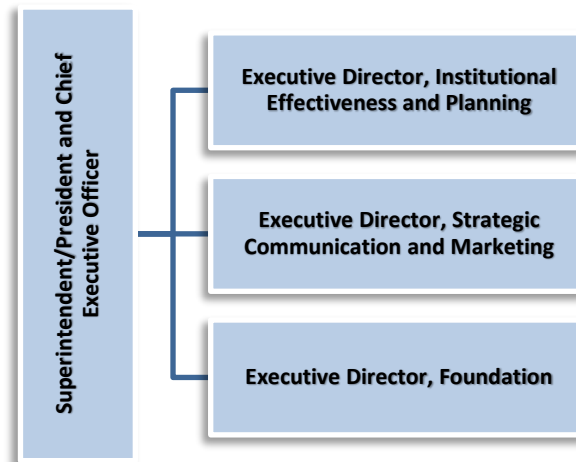 Superintendent/President and Chief
Executive Officer
Executive Director, Institutional
Effectiveness and Planning
Executive Director, Strategic
Communication and Marketing
Executive Director, Foundation